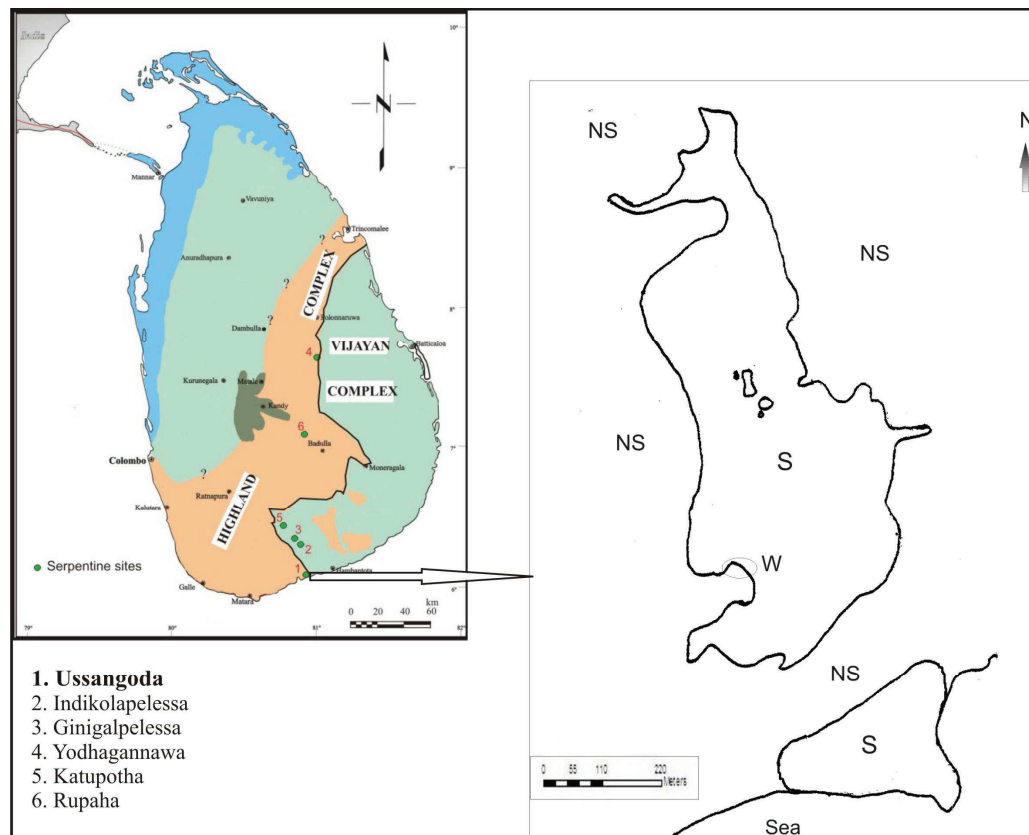 India
10°
N
9°
Mannar
Vavuniya
Trincomalee
?
Anuradhapura
COMPLEX
?
8°
Polonnaruwa
?
Dambulla
VIJAYAN
Batticaloa
4
COMPLEX
Kurunegala
Matale
Kandy
6
7°
Badulla
Colombo
Moneragala
?
HIGHLAND
Ratnapura
Kalutara
5
3
2
Serpentine sites
1
Hambantota
Galle
6°
Matara
km
0 20 40 60
79°
80°
81°
82°
1. Ussangoda
2. Indikolapelessa
3. Ginigalpelessa
4. Yodhagannawa
5. Katupotha
6. Rupaha
NS
N
NS
NS
S
W
NS
S
0 55 110 220
Meters
Sea